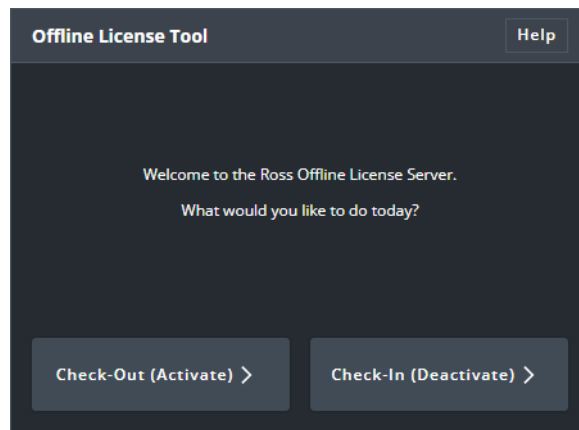 Offline License Tool
Help
Welcome to the Ross Offline License Server.
What would you like to do today?
Check-Out (Activate)
Check-In (Deactivate)